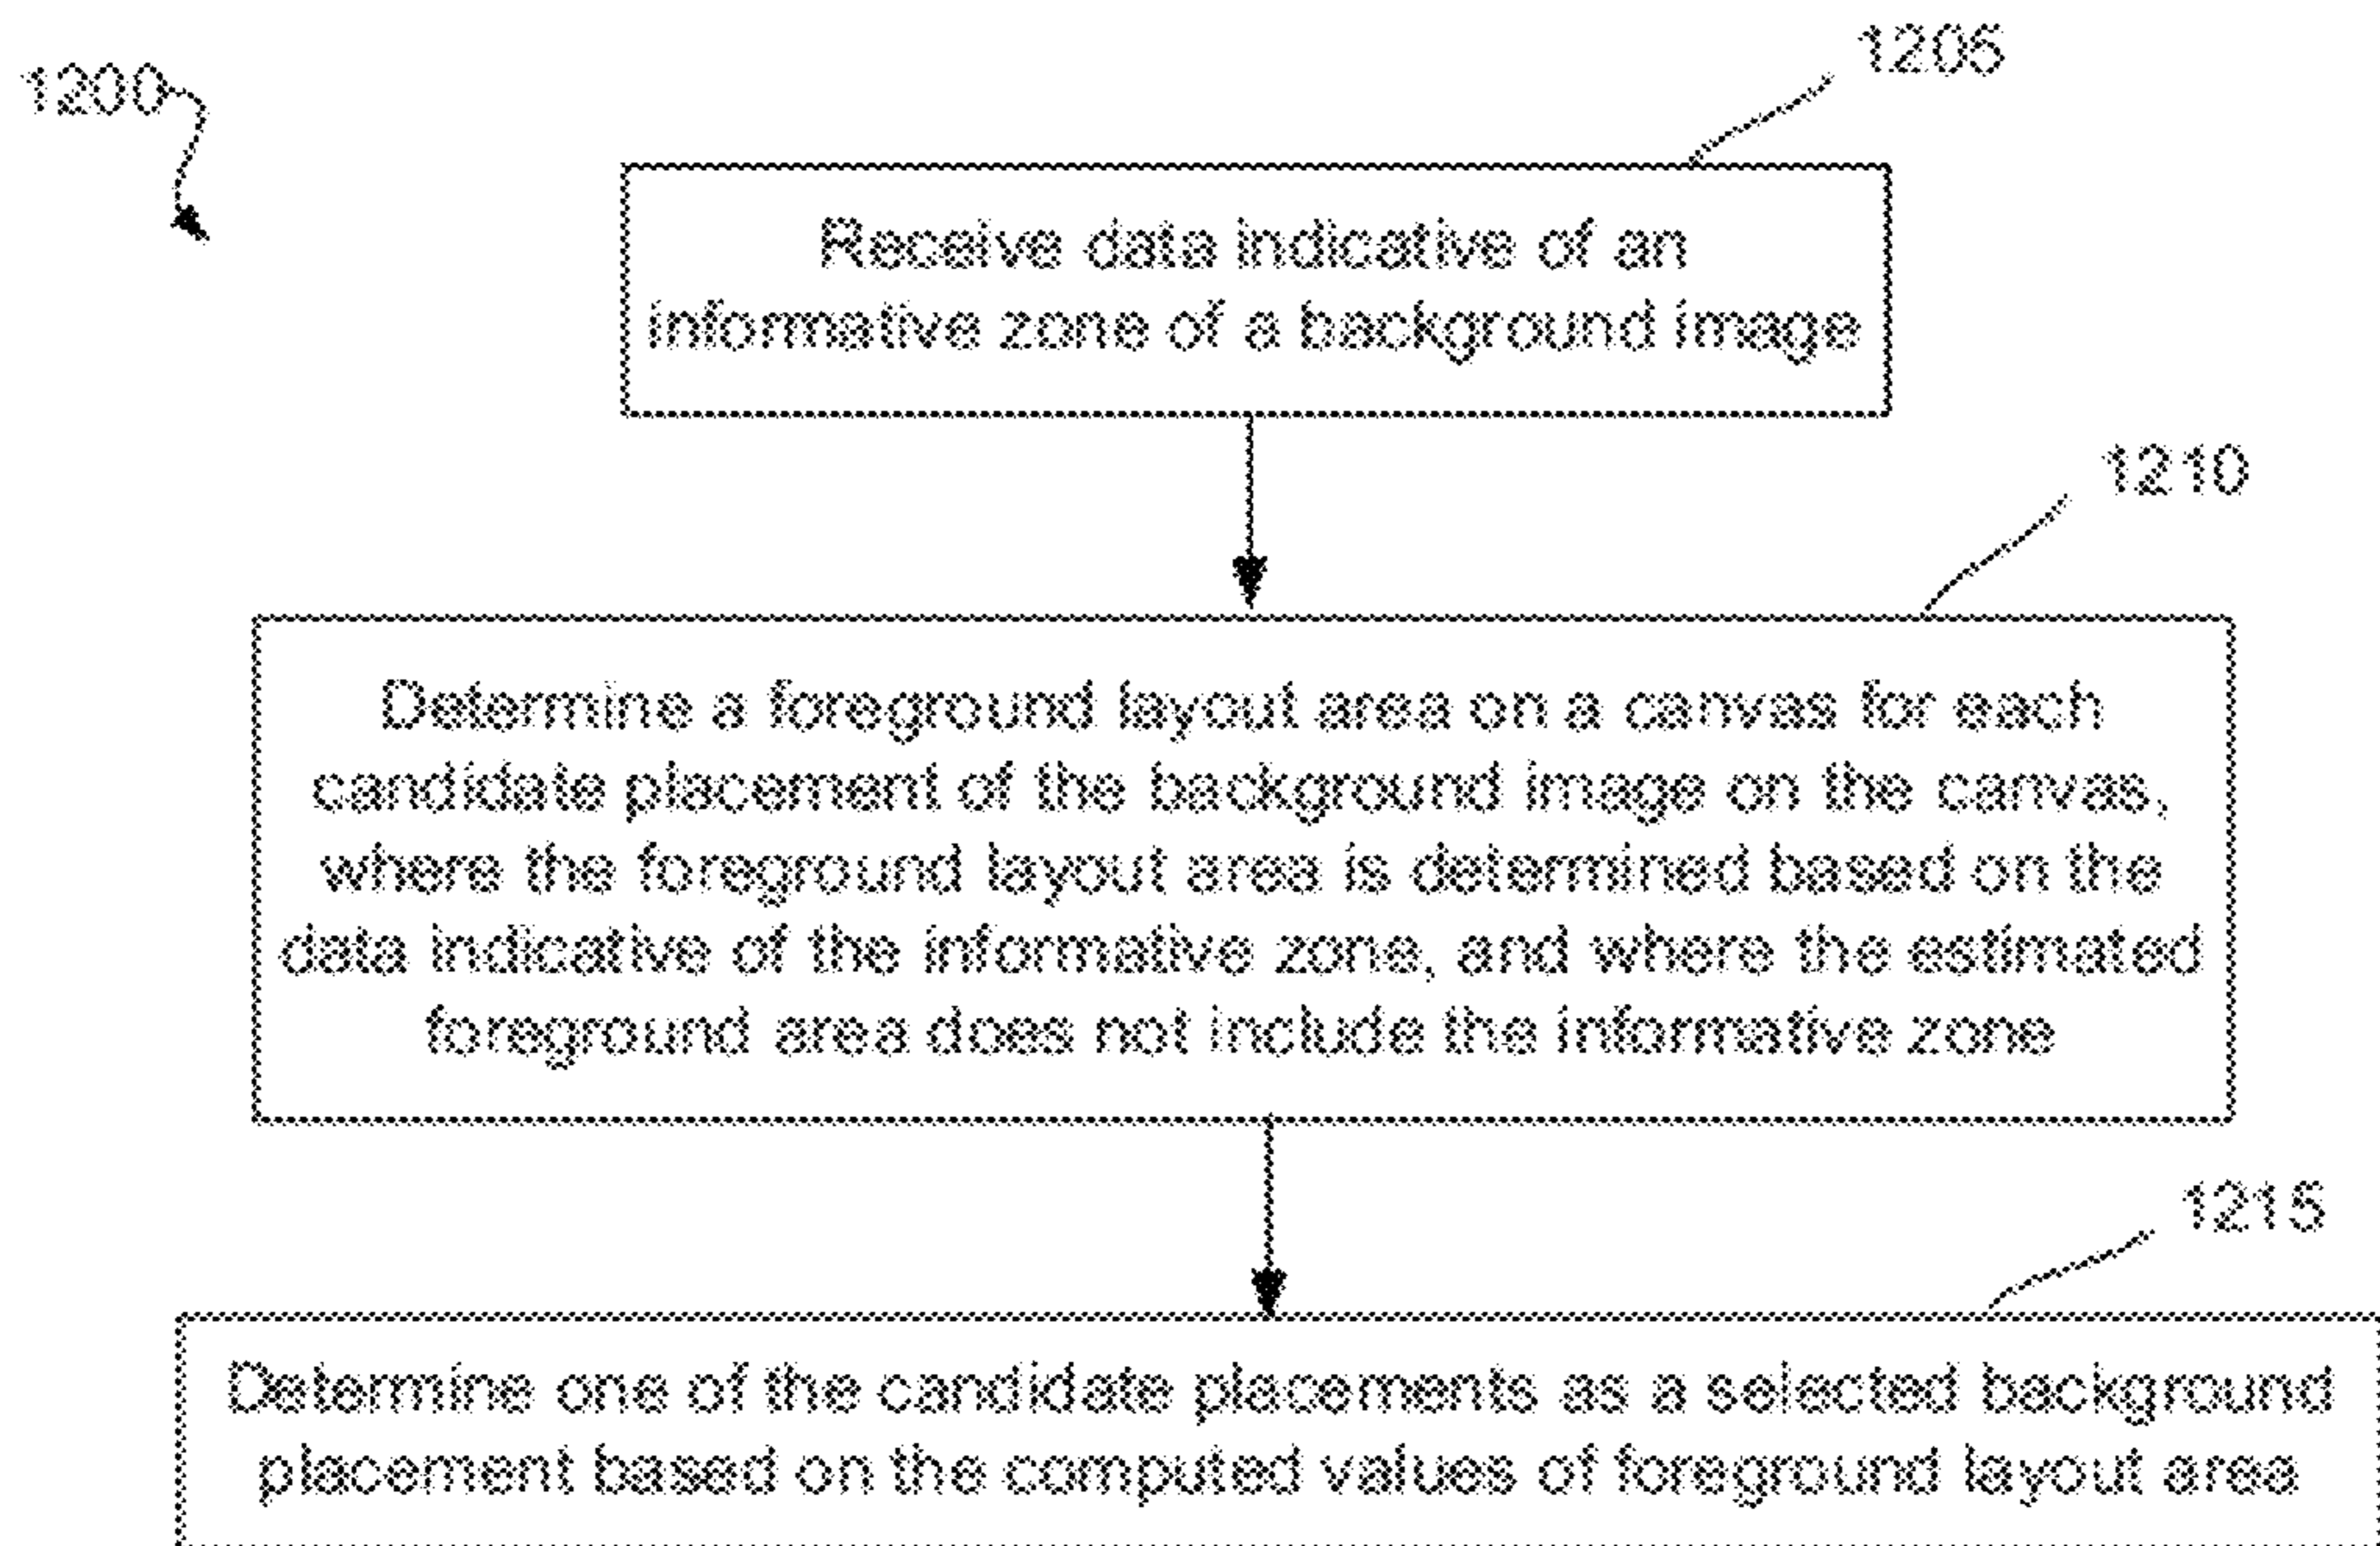 1200
1205
Receive data indicative of an
informative zone of a background image
1210
Determine a foreground layout area on a canvas for each
candidate placement of the background image on the canvas,
where the foreground layout area is determined based on the
data indicative of the informative zone, and where the estimated
foreground area does not include the informative zone
1215
Determine one of the candidate placements as a selected background
placement based on the computed values of foreground layout area